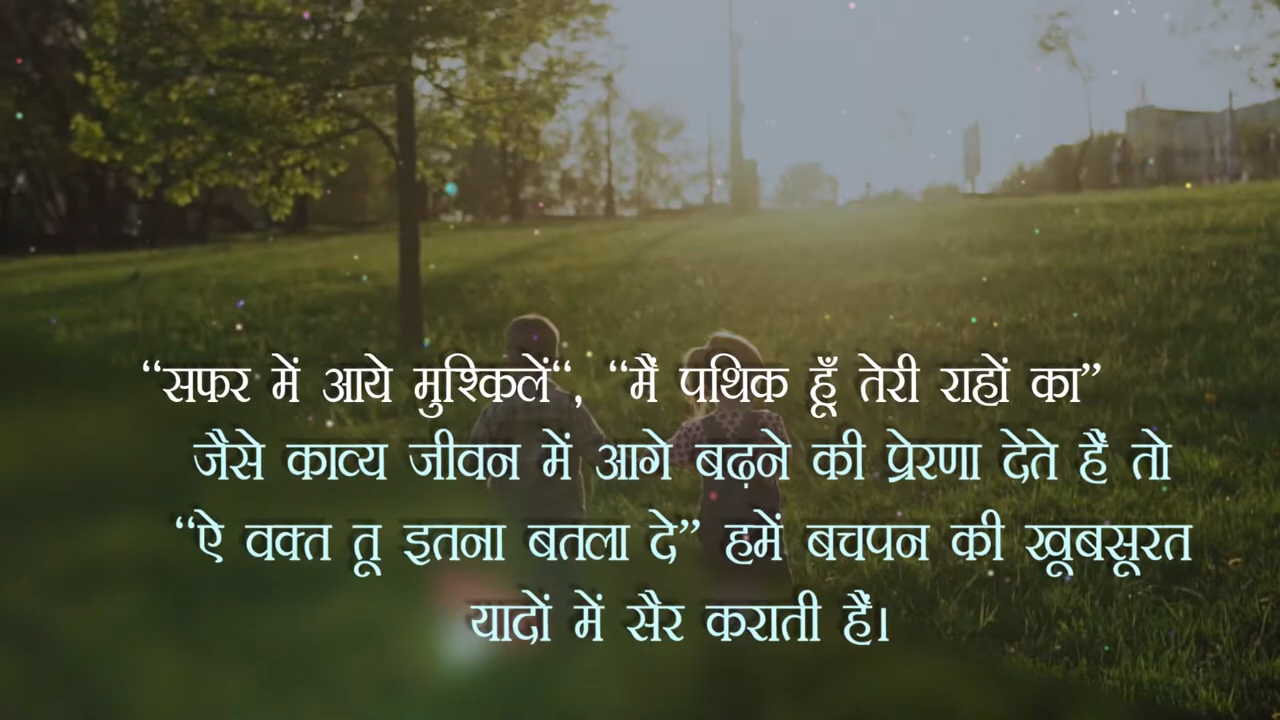 “सफर में आये मुश्किलें“, “मैं पथिक हूँ तेरी राहों का”
जैसे काव्य जीवन में आगे बढ़ने की प्रेरणा देते हैं तो
“ऐ वक्त तू इतना बतला दे” हमें बचपन की खूबसूरत
यादों में सैर कराती हैं।